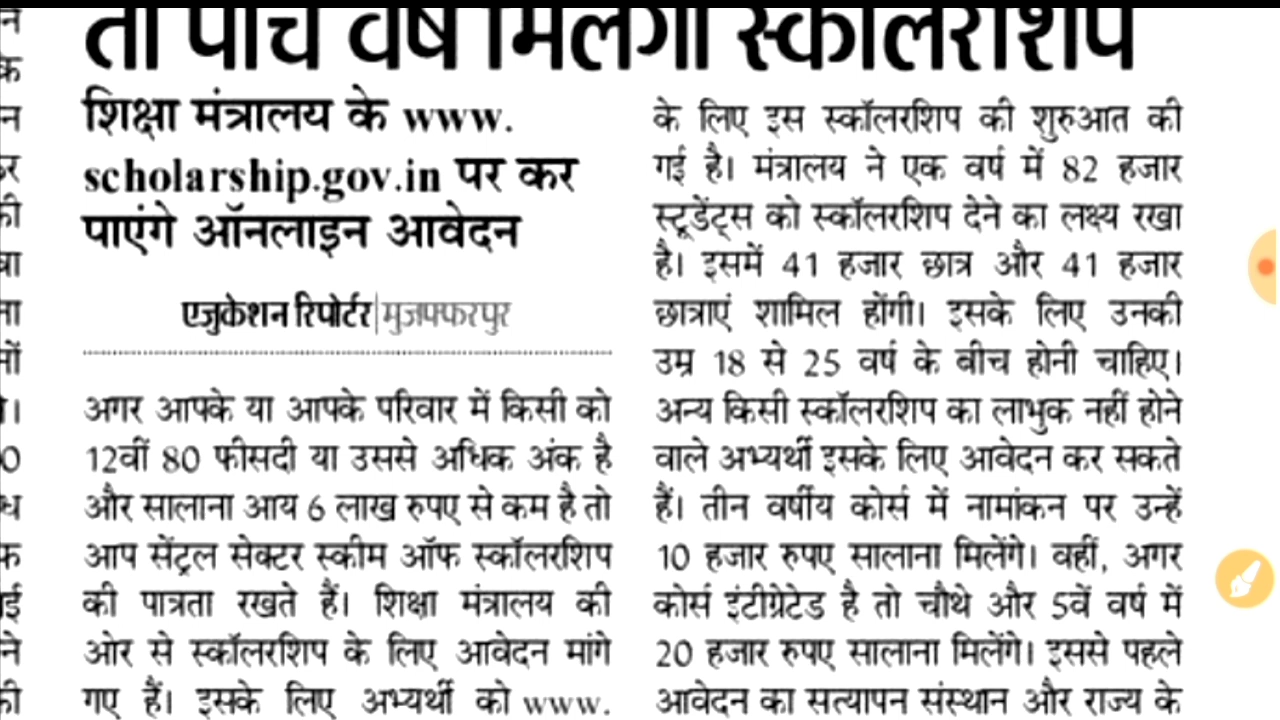 तो पांच वर्ष मिलेगी स्कॉलरशिप
शिक्षा मंत्रालय के www.
scholarship.gov.in पर कर
पाएंगे ऑनलाइन आवेदन
एजुकेशन रिपोर्टर|मुजफ्फरपुर
अगर आपके या आपके परिवार में किसी को
12वीं 80 फीसदी या उससे अधिक अंक है
और सालाना आय 6 लाख रुपए से कम है तो
आप सेंट्रल सेक्टर स्कीम ऑफ स्कॉलरशिप
की पात्रता रखते हैं। शिक्षा मंत्रालय की
ओर से स्कॉलरशिप के लिए आवेदन मांगे
गए हैं। इसके लिए अभ्यर्थी को www.
के लिए इस स्कॉलरशिप की शुरुआत की
गई है। मंत्रालय ने एक वर्ष में 82 हजार
स्टूडेंट्स को स्कॉलरशिप देने का लक्ष्य रखा
है। इसमें 41 हजार छात्र और 41 हजार
छात्राएं शामिल होंगी। इसके लिए उनकी
उम्र 18 से 25 वर्ष के बीच होनी चाहिए।
अन्य किसी स्कॉलरशिप का लाभुक नहीं होने
वाले अभ्यर्थी इसके लिए आवेदन कर सकते
हैं। तीन वर्षीय कोर्स में नामांकन पर उन्हें
10 हजार रुपए सालाना मिलेंगे। वहीं, अगर
कोर्स इंटीग्रेटेड है तो चौथे और 5वें वर्ष में
20 हजार रुपए सालाना मिलेंगे। इससे पहले
आवेदन का सत्यापन संस्थान और राज्य के